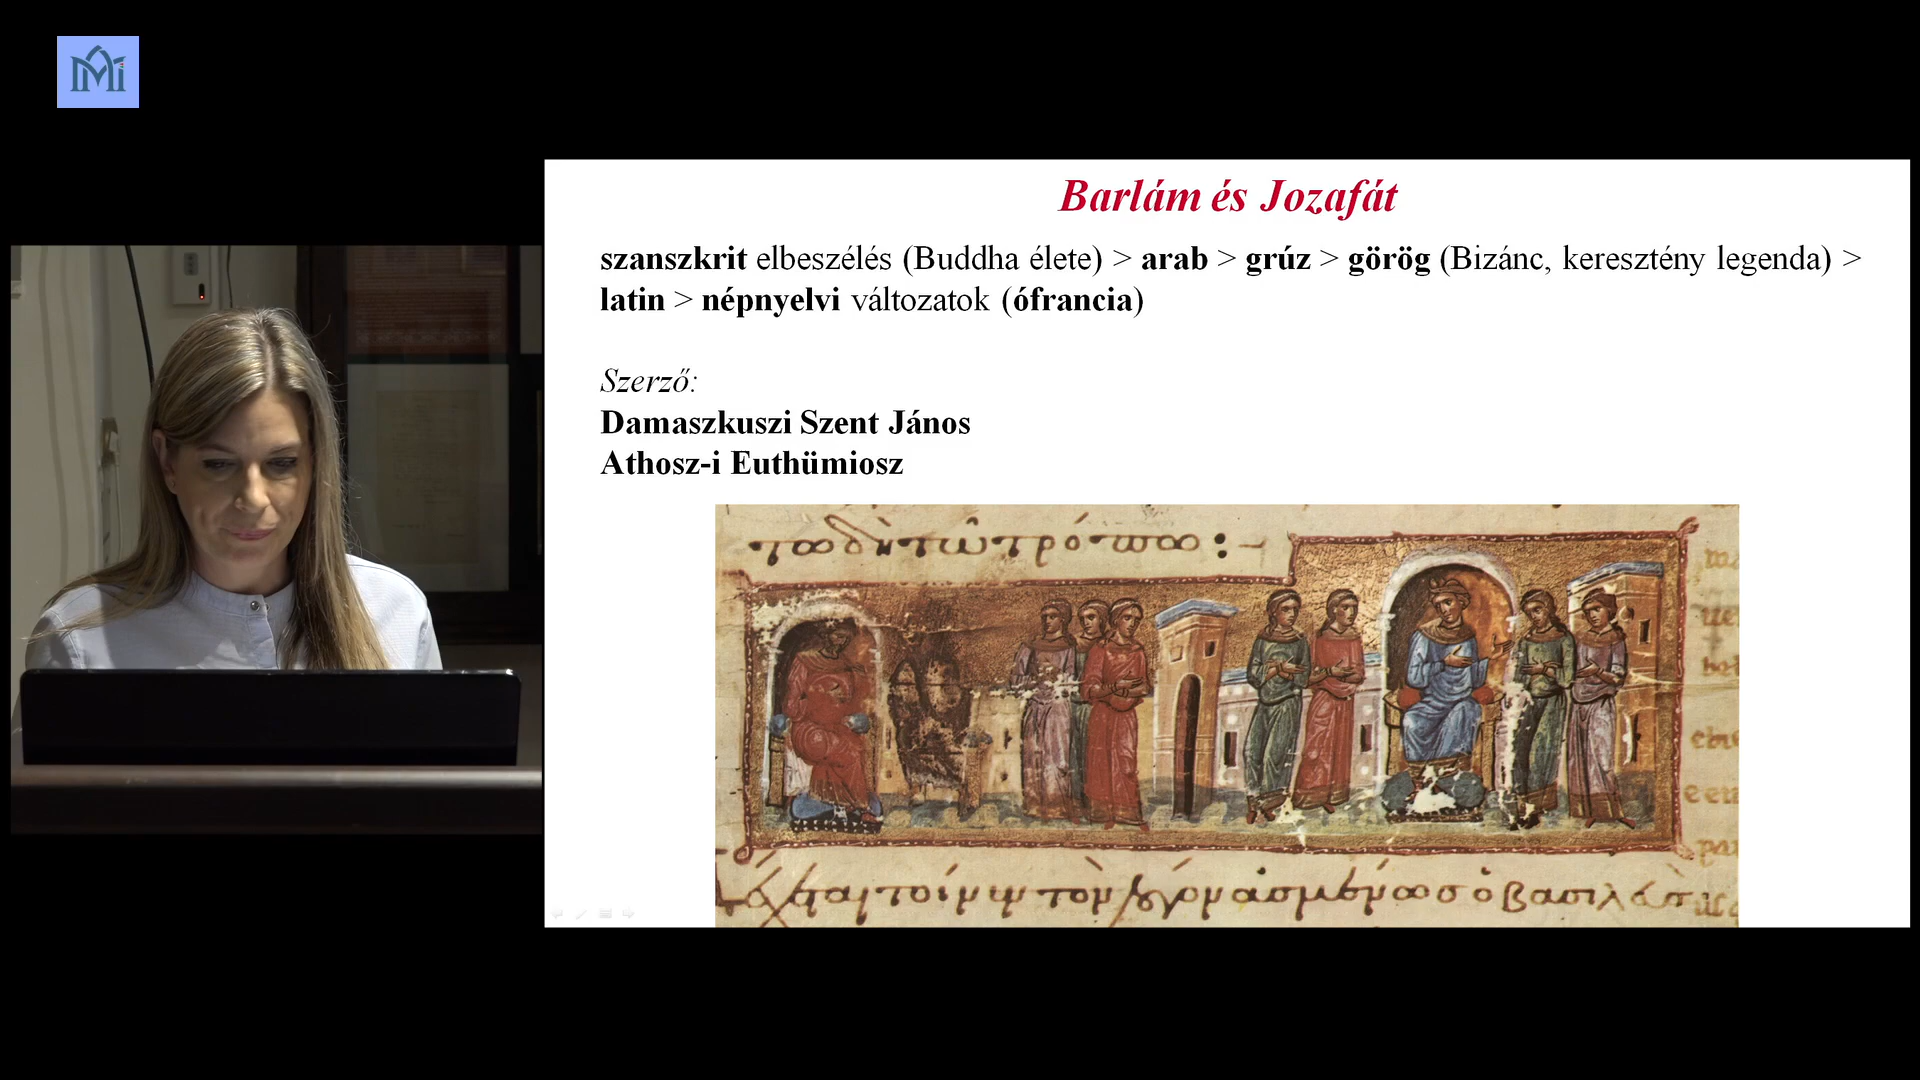 Barlám és Jozafát
szanszkrit elbeszélés (Buddha élete) > arab > grúz > görög (Bizánc, keresztény legenda) >
latin > népnyelvi változatok (ófrancia)
Szerző:
Damaszkuszi Szent János
Athosz-i Euthümiosz